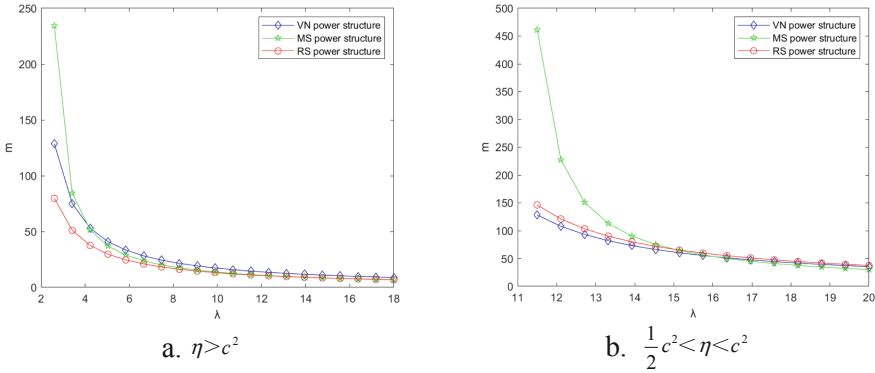 250
200
150
100
50
0
m
2 4 6 8 10 12 14 16 18
λ
VN power structure
MS power structure
RS power structure
a. η>c²
500
450
400
350
300
250
200
150
100
50
0
m
11 12 13 14 15 16 17 18 19 20
λ
VN power structure
MS power structure
RS power structure
b. 1/2 c²<η<c²